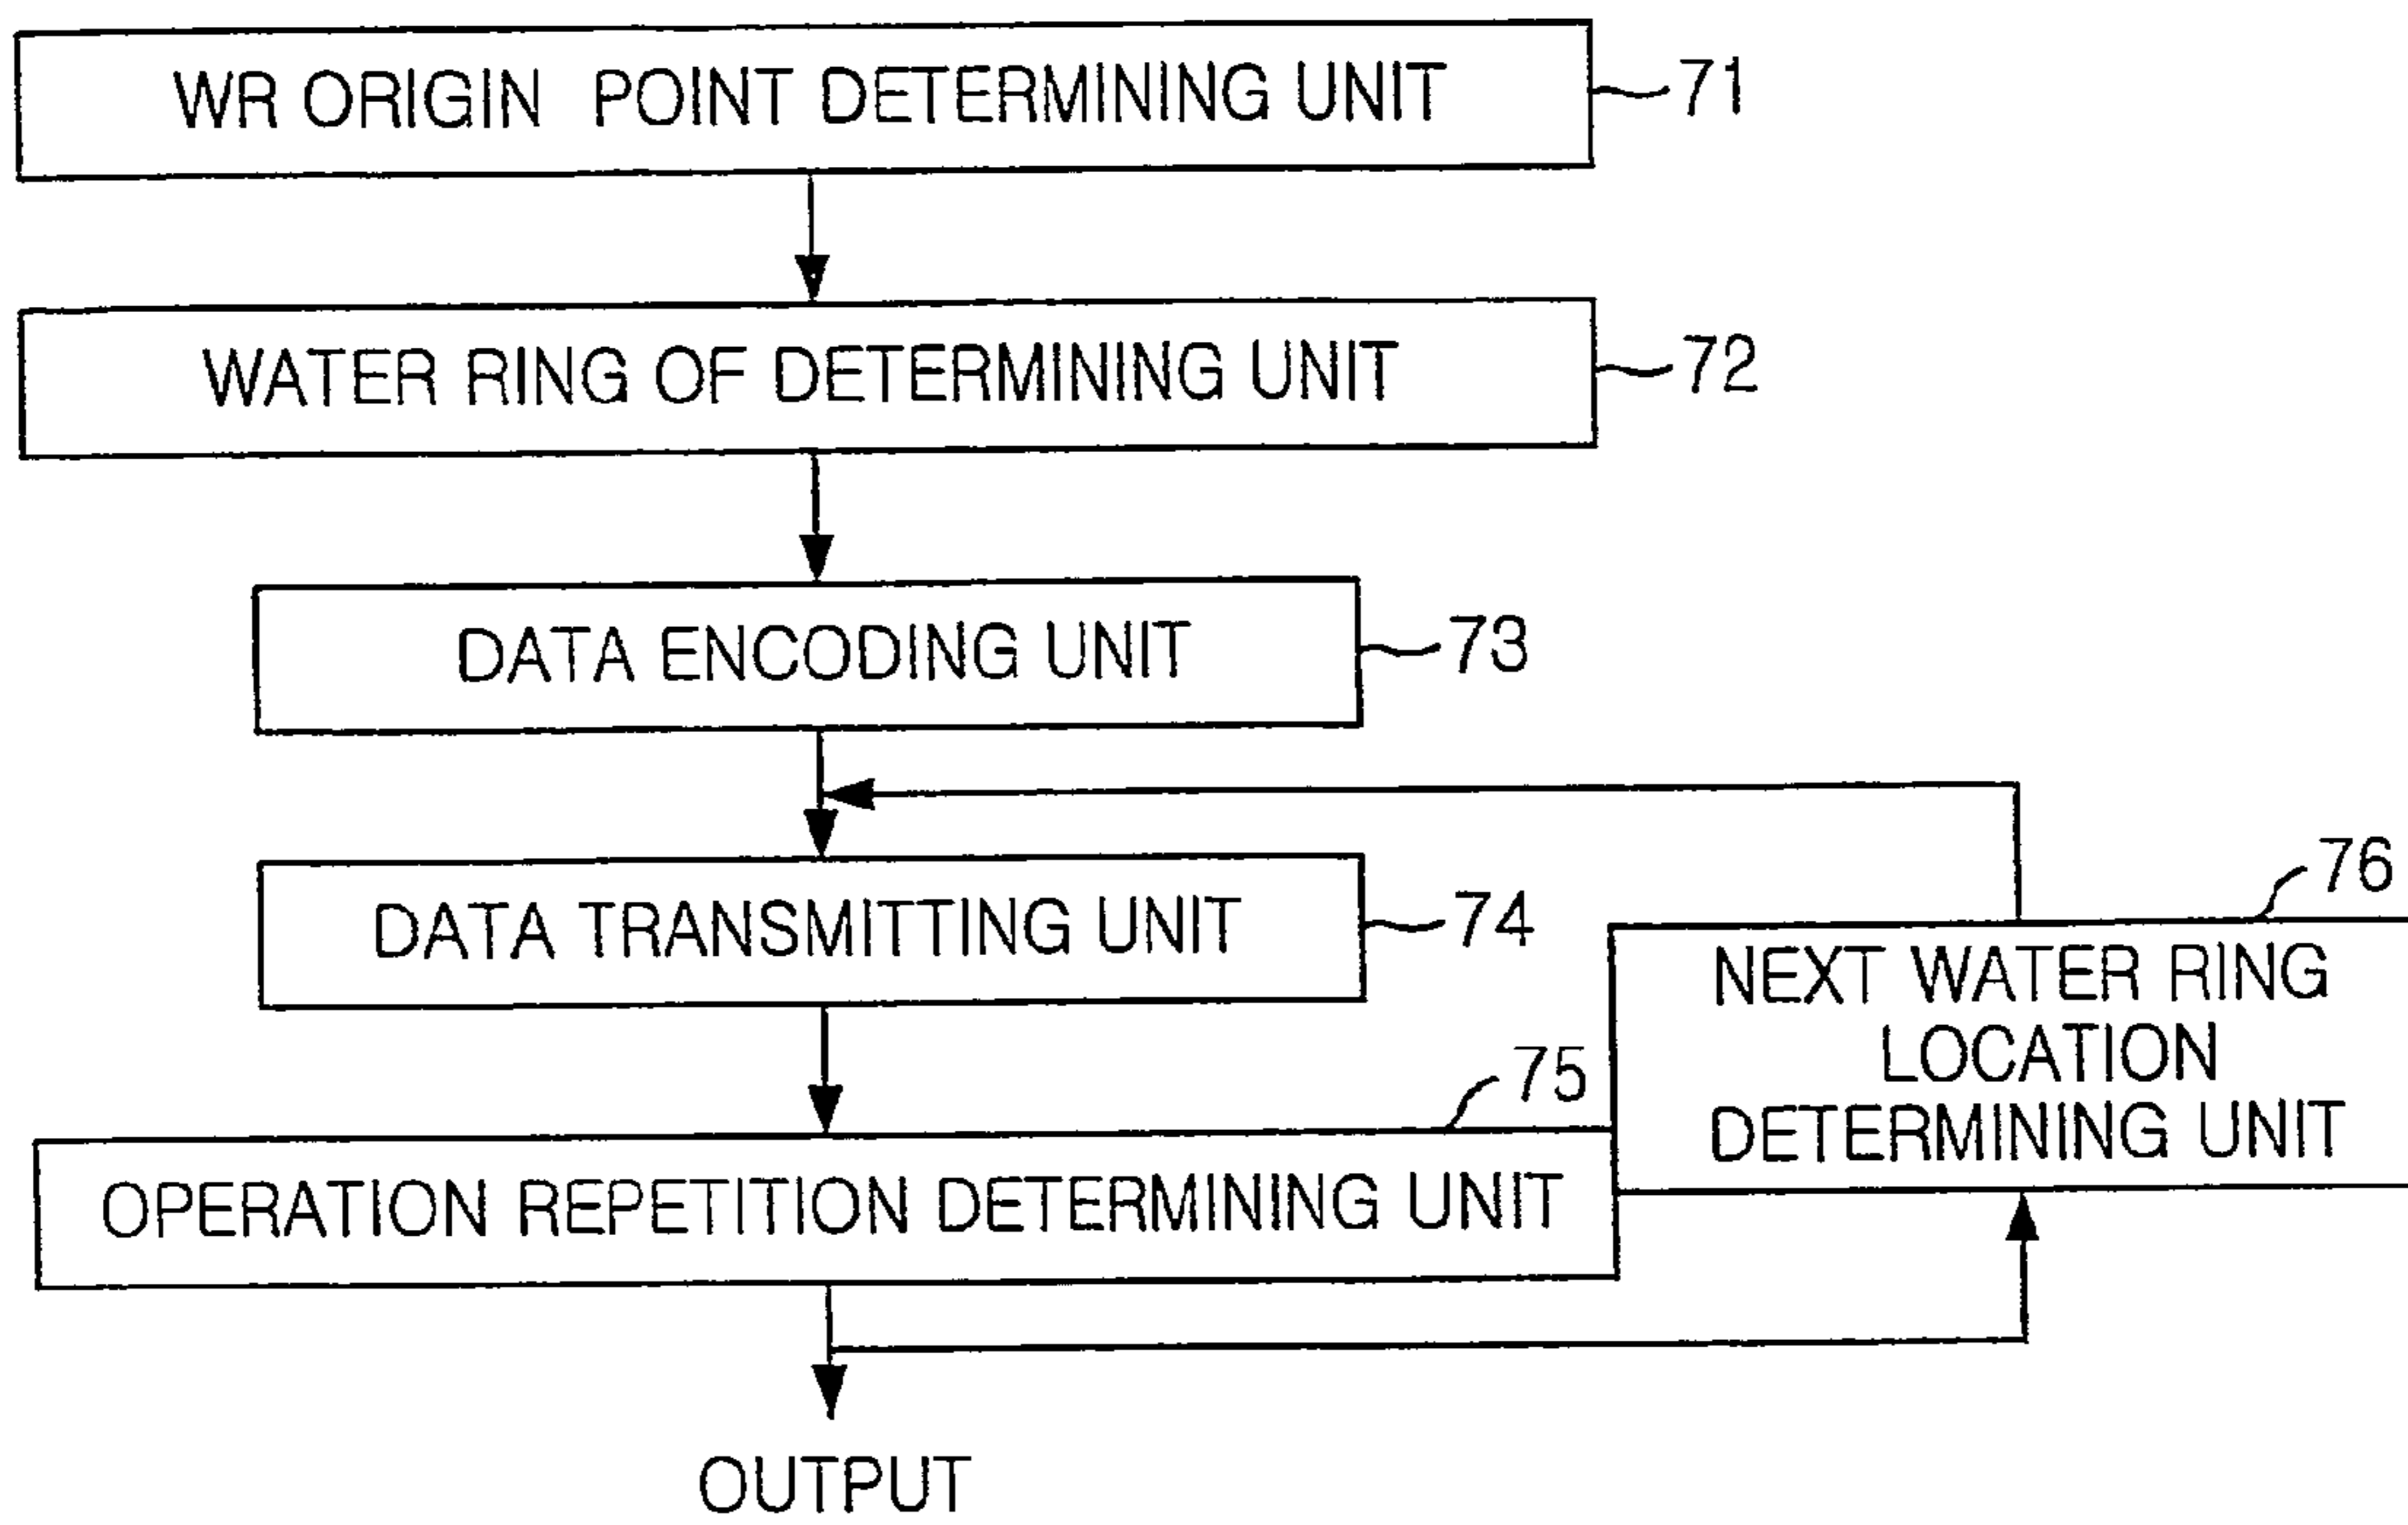 WR ORIGIN POINT DETERMINING UNIT
71
WATER RING OF DETERMINING UNIT
72
DATA ENCODING UNIT
73
DATA TRANSMITTING UNIT
74
76
NEXT WATER RING
LOCATION
DETERMINING UNIT
75
OPERATION REPETITION DETERMINING UNIT
OUTPUT